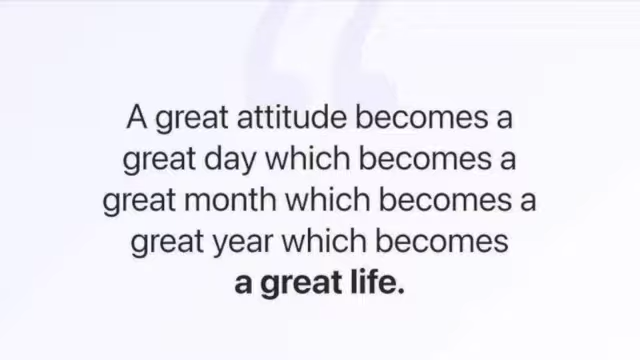 A great attitude becomes a
great day which becomes a
great month which becomes a
great year which becomes
a great life.